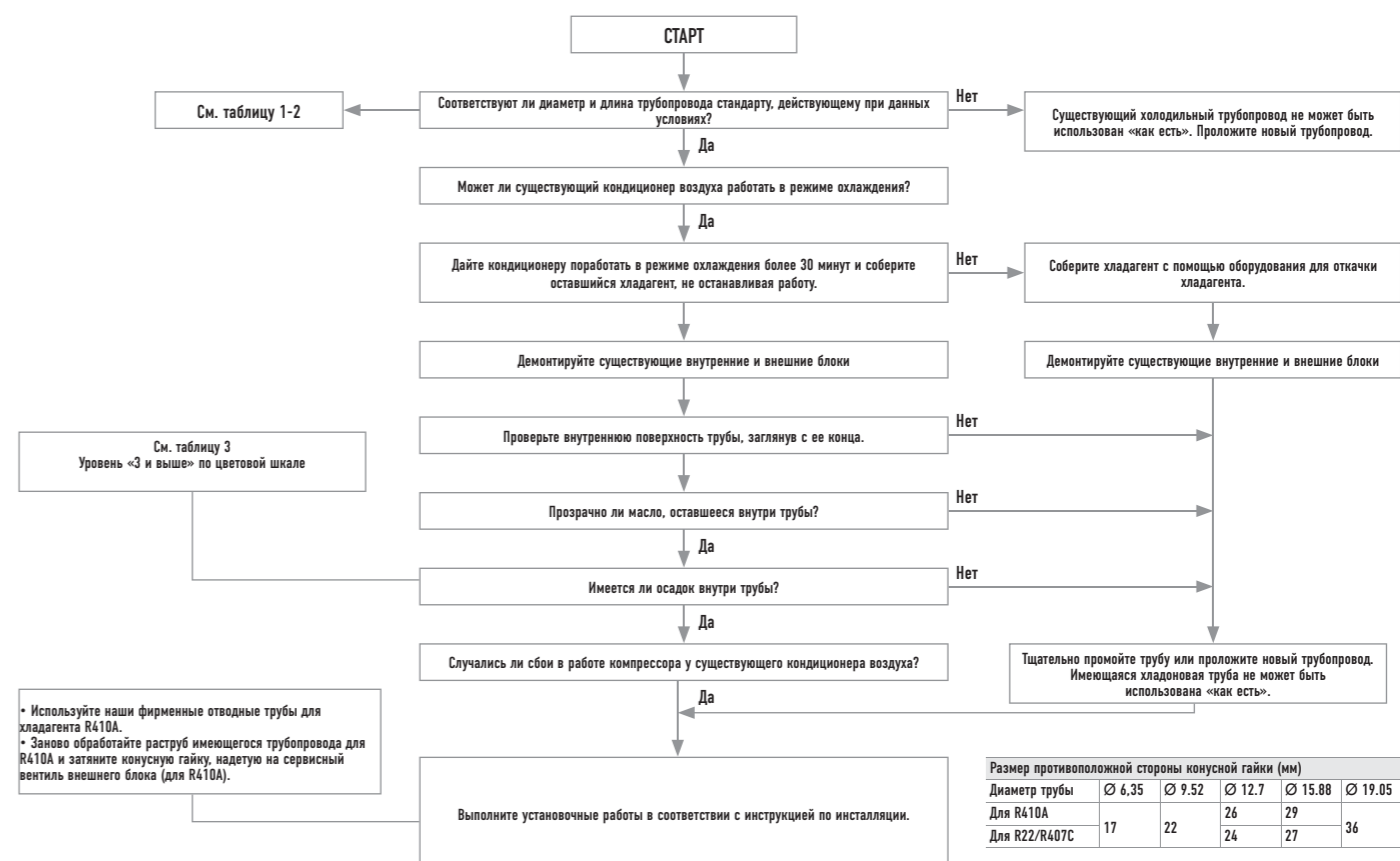 СТАРТ
См. таблицу 1-2
Соответствуют ли диаметр и длина трубопровода стандарту, действующему при данных
условиях?
Нет
Существующий холодильный трубопровод не может быть
использован «как есть». Проложите новый трубопровод.
Да
Может ли существующий кондиционер воздуха работать в режиме охлаждения?
Да
Дайте кондиционеру поработать в режиме охлаждения более 30 минут и соберите
оставшийся хладагент, не останавливая работу.
Нет
Соберите хладагент с помощью оборудования для откачки
хладагента.
Демонтируйте существующие внутренние и внешние блоки
Демонтируйте существующие внутренние и внешние блоки
Проверьте внутреннюю поверхность трубы, заглянув с ее конца.
Нет
См. таблицу 3
Уровень «3 и выше» по цветовой шкале
Прозрачно ли масло, оставшееся внутри трубы?
Нет
Да
Имеется ли осадок внутри трубы?
Нет
Да
Случались ли сбои в работе компрессора у существующего кондиционера воздуха?
Тщательно промойте трубу или проложите новый трубопровод.
Имеющаяся хладоновая труба не может быть
использована «как есть».
Да
• Используйте наши фирменные отводные трубы для
хладагента R410A.
• Заново обработайте раструб имеющегося трубопровода для
R410A и затяните конусную гайку, надетую на сервисный
вентиль внешнего блока (для R410A).
Выполните установочные работы в соответствии с инструкцией по инсталляции.
Размер противоположной стороны конусной гайки (мм)
Диаметр трубы Ø 6,35 Ø 9.52 Ø 12.7 Ø 15.88 Ø 19.05
Для R410A 17 22 26 29 36
Для R22/R407C 24 27